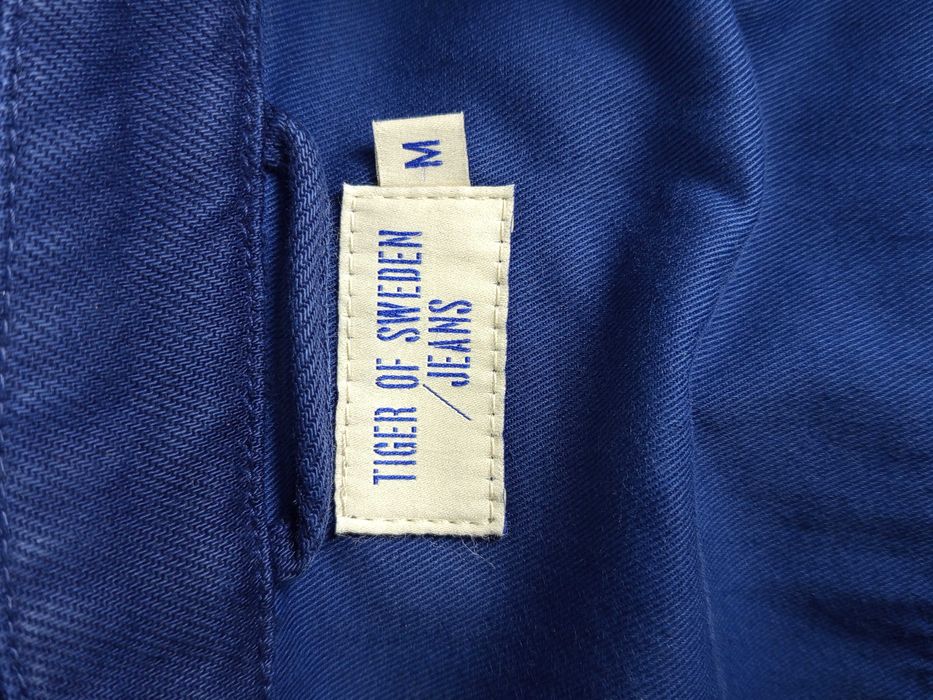 TIGER OF SWEDEN
/JEANS
M